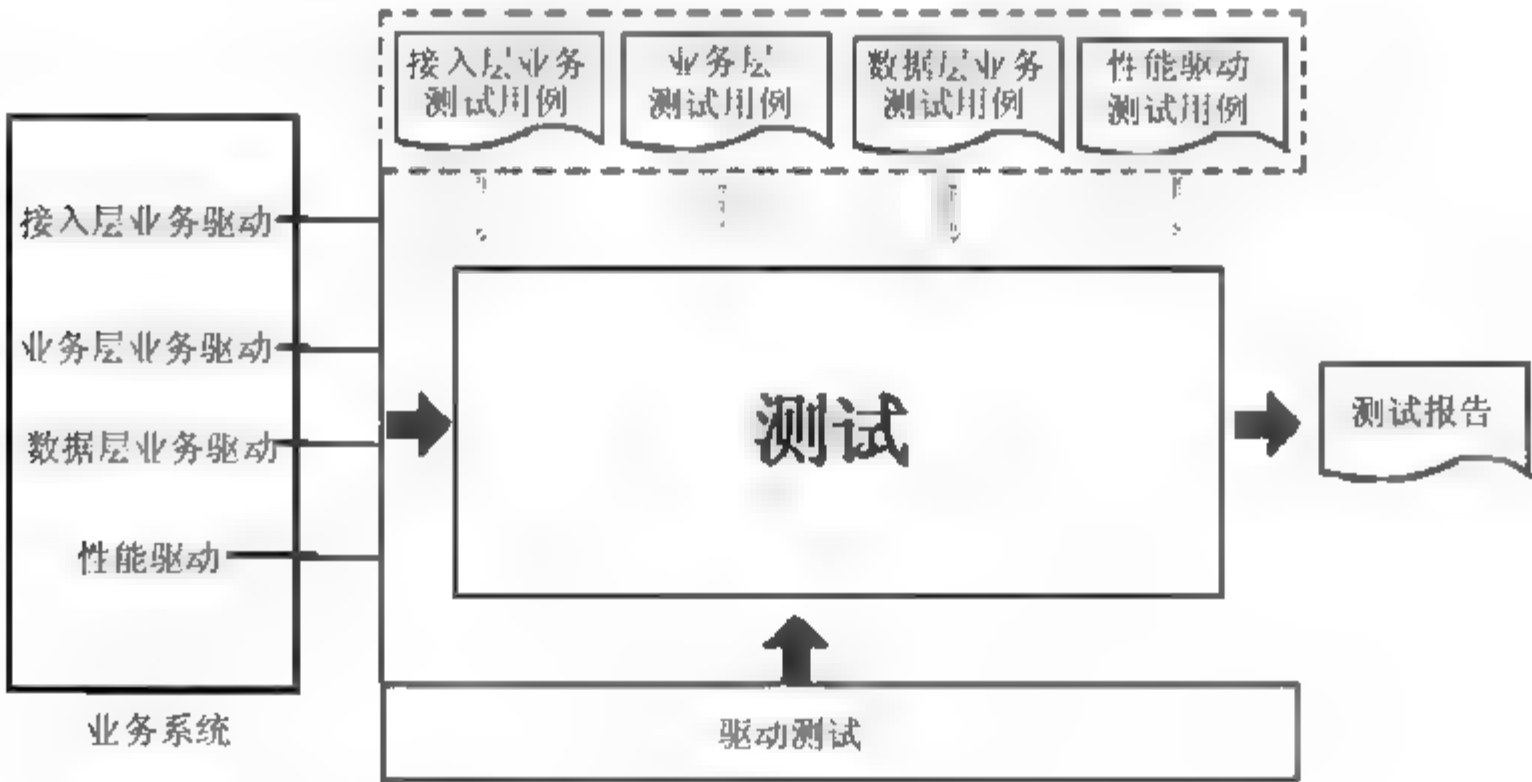 接入层业务
测试用例
业务层
测试用例
数据层业务
测试用例
性能驱动
测试用例
接入层业务驱动
业务层业务驱动
数据层业务驱动
性能驱动
业务系统
测试
测试报告
驱动测试